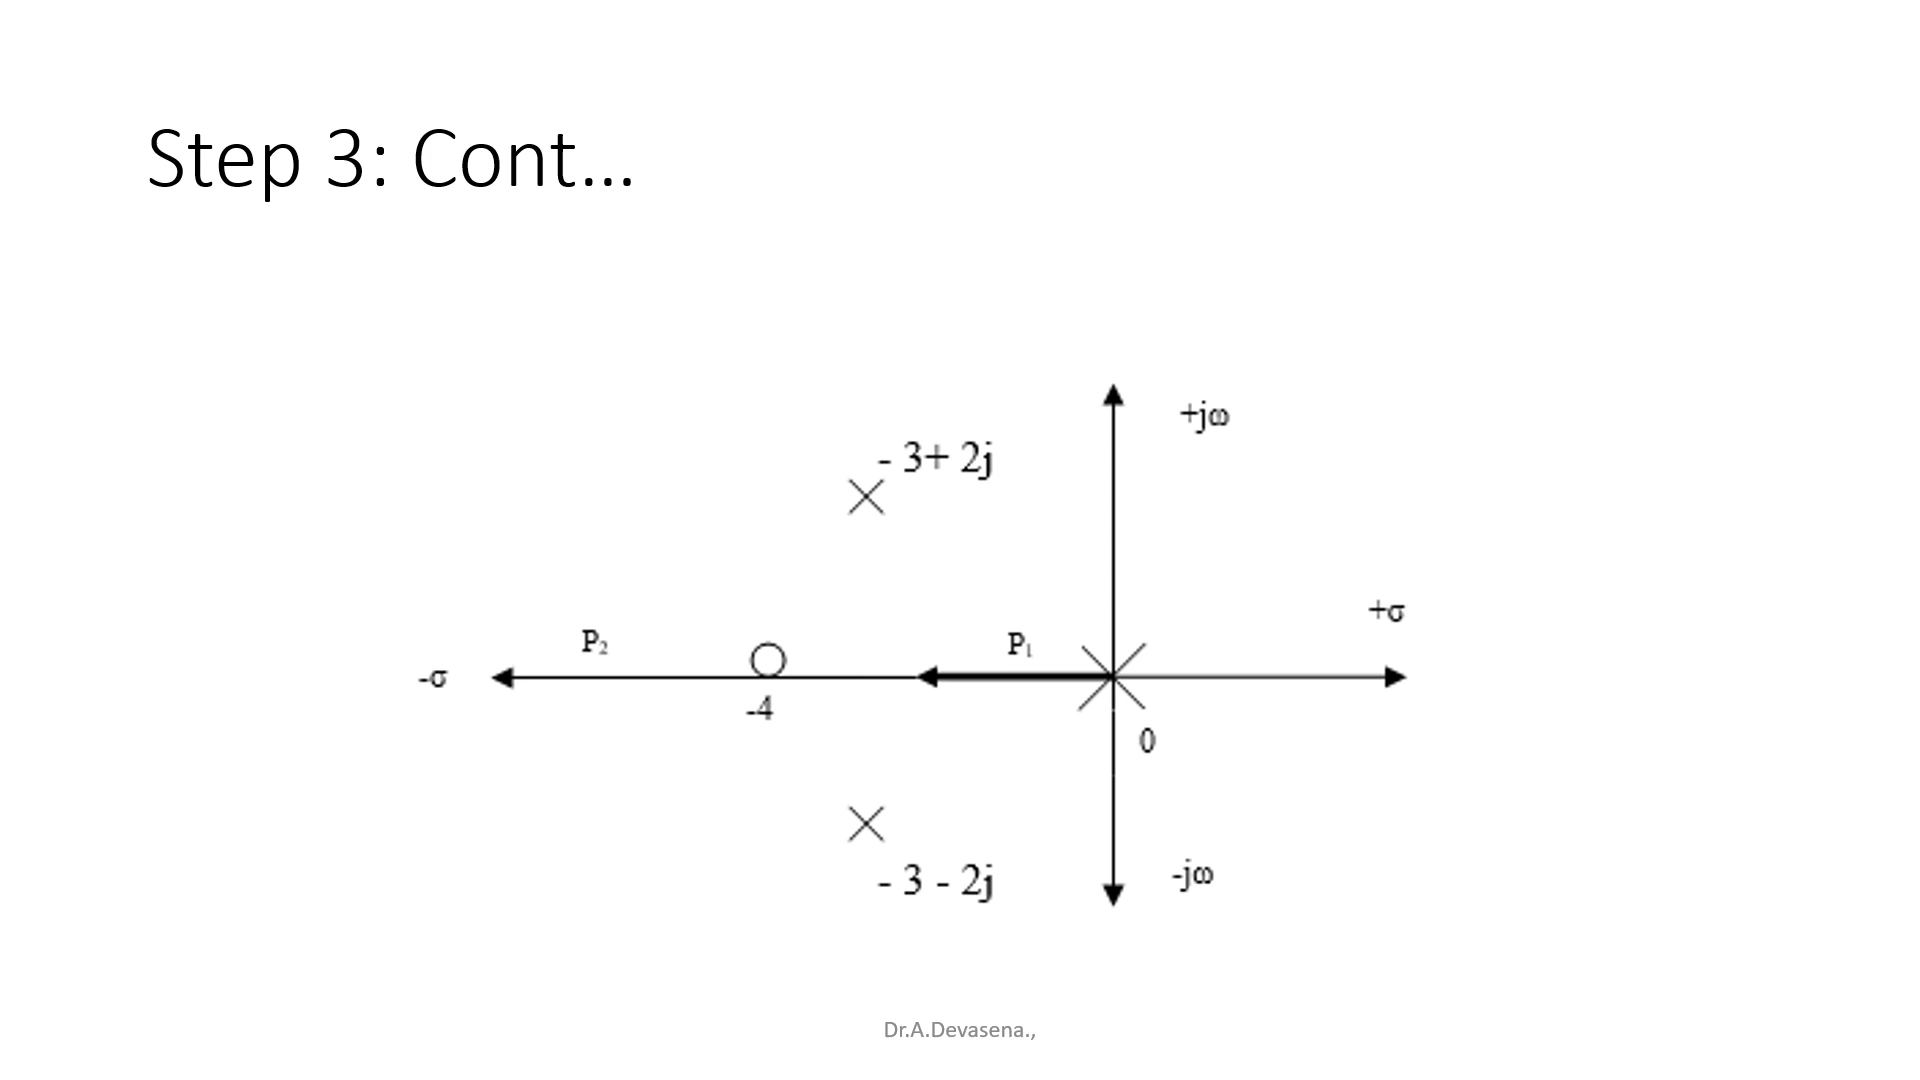 Step 3: Cont...
+jω
- 3+ 2j
+σ
P₂
P₁
-σ
-4
0
- 3 - 2j
-jω
Dr.A.Devasena.,